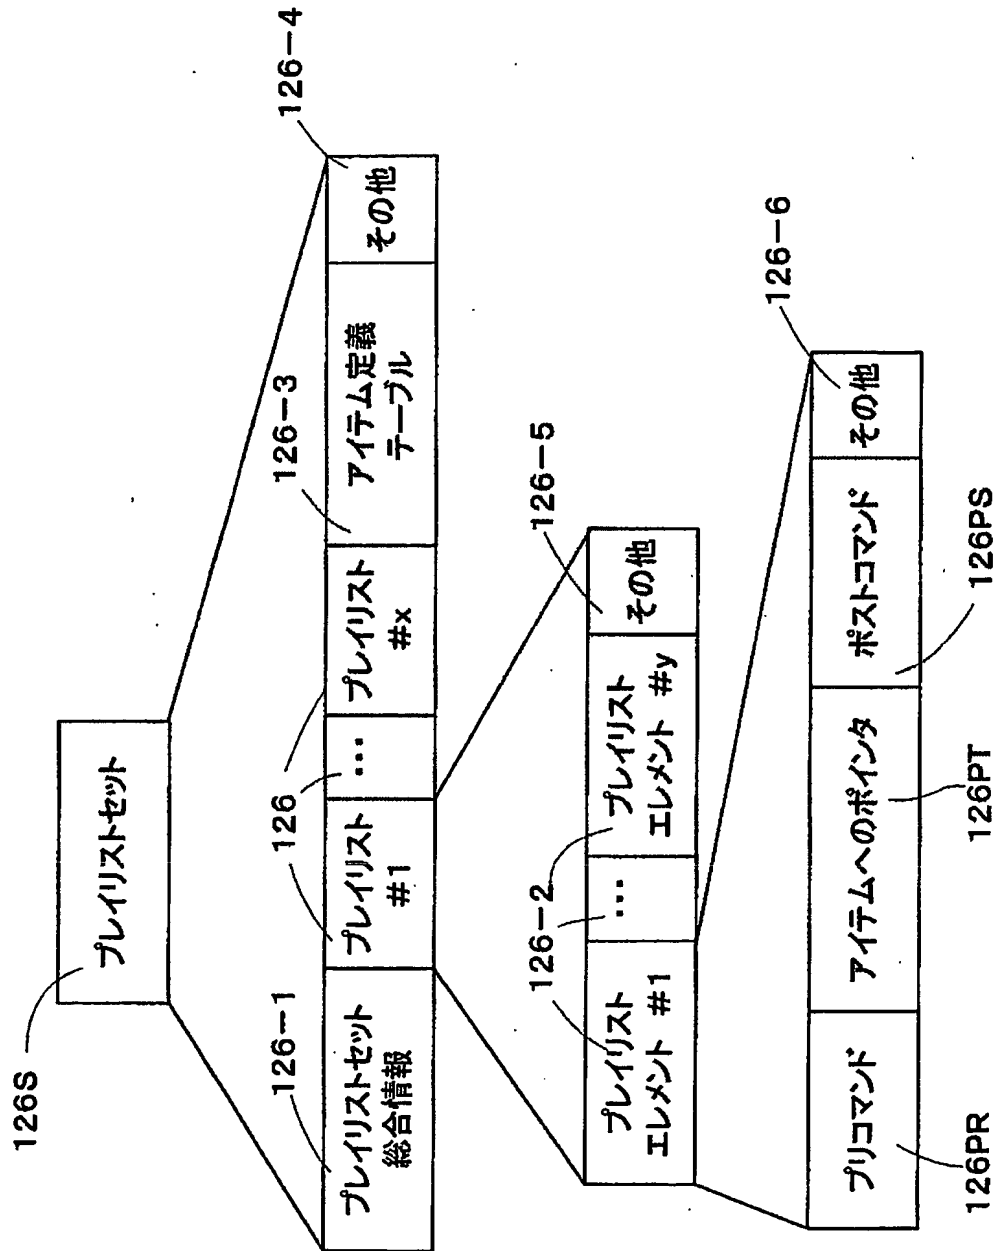 126S
プレイリストセット
126-1
126
126-3
126-4
プレイリストセット
総合情報
プレイリスト
#1
...
プレイリスト
#x
アイテム定義
テーブル
その他
126-2
126-5
プレイリスト
エレメント #1
...
プレイリスト
エレメント #y
その他
126-6
プリコマンド
アイテムへのポインタ
ポストコマンド
その他
126PR
126PT
126PS